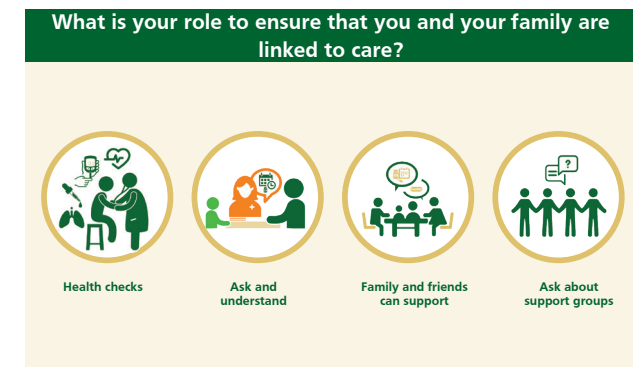 What is your role to ensure that you and your family are
linked to care?
?
Health checks
Ask and
understand
Family and friends
can support
Ask about
support groups